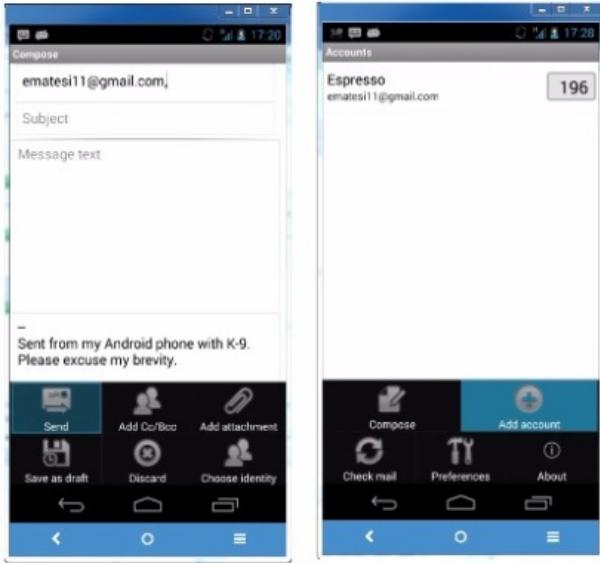 17:20
Compose
ematesi11@gmail.com,
Subject
Message text
--
Sent from my Android phone with K-9.
Please excuse my brevity.
Send Add Cc/Bcc Add attachment
Save as draft Discard Choose identity
17:28
Accounts
Espresso
ematesi11@gmail.com
196
Compose Add account
Check mail Preferences About